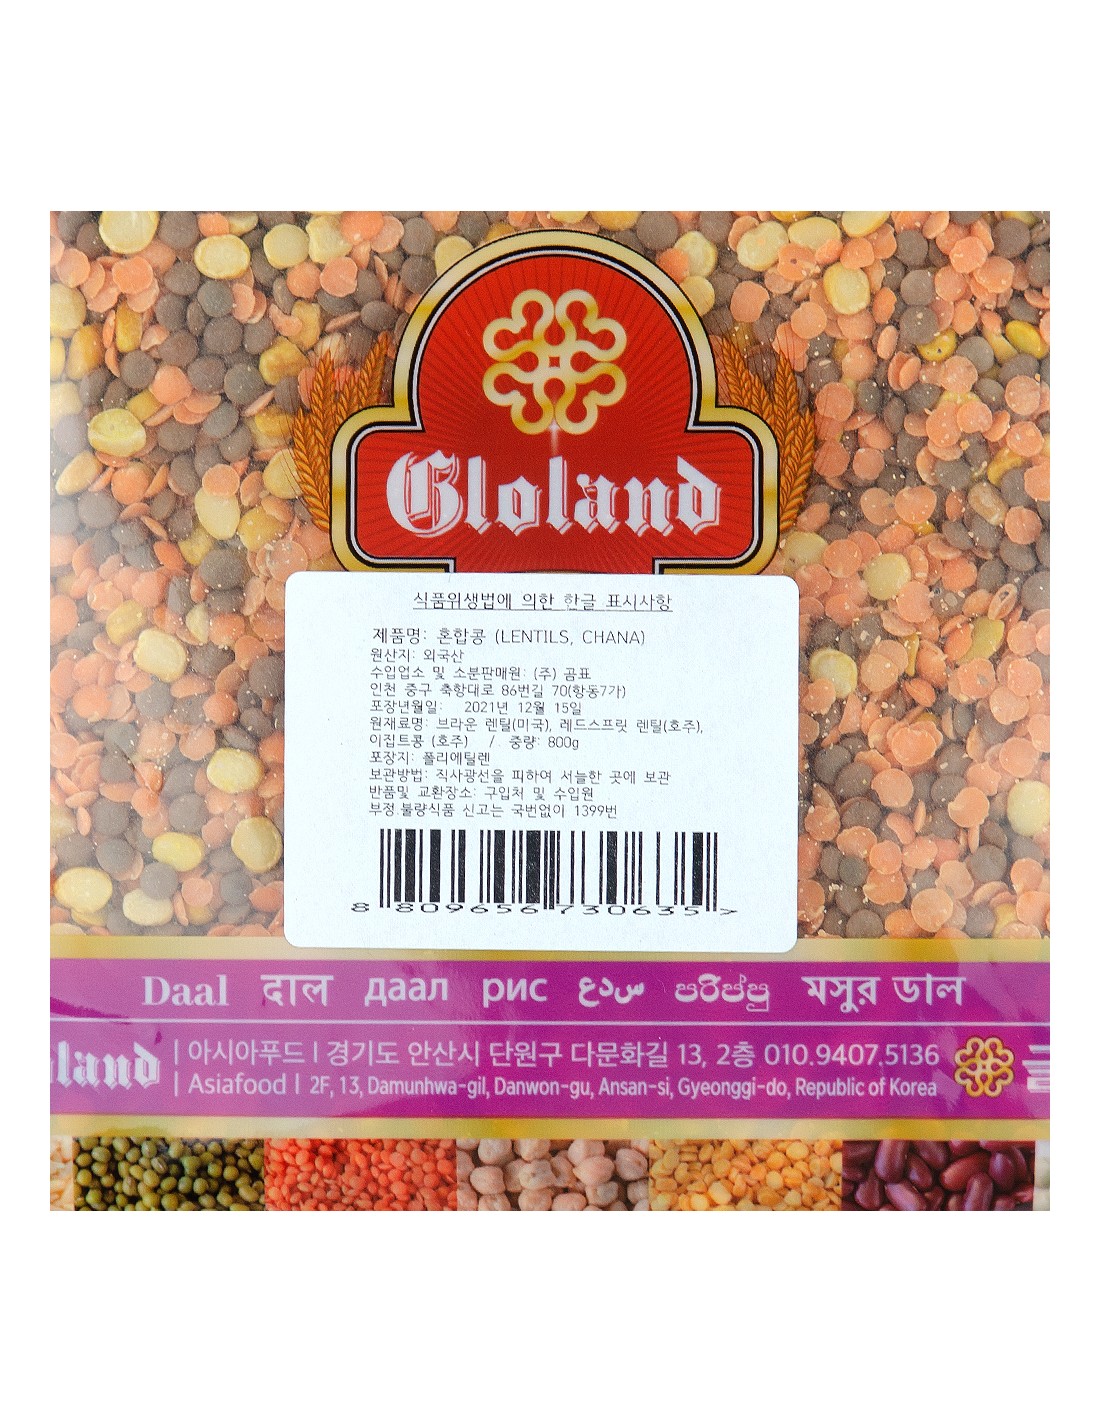 Gloland
식품위생법에 의한 한글 표시사항
제품명: 혼합콩 (LENTILS, CHANA)
원산지: 외국산
수입업소 및 소분판매원: (주) 곰표
인천 중구 축항대로 86번길 70(항동7가)
포장년월일: 2021년 12월 15일
원재료명: 브라운 렌틸(미국), 레드스프릿 렌틸(호주),
이집트콩 (호주) / 중량: 800g
포장지: 폴리에틸렌
보관방법: 직사광선을 피하여 서늘한 곳에 보관
반품및 교환장소: 구입처 및 수입원
부정.불량식품 신고는 국번없이 1399번
8 809656 730635 >
Daal दाल даал рис عدس පරිප්පු মসুর ডাল
land | 아시아푸드 | 경기도 안산시 단원구 다문화길 13, 2층 010.9407.5136
| Asiafood | 2F, 13, Damunhwa-gil, Danwon-gu, Ansan-si, Gyeonggi-do, Republic of Korea